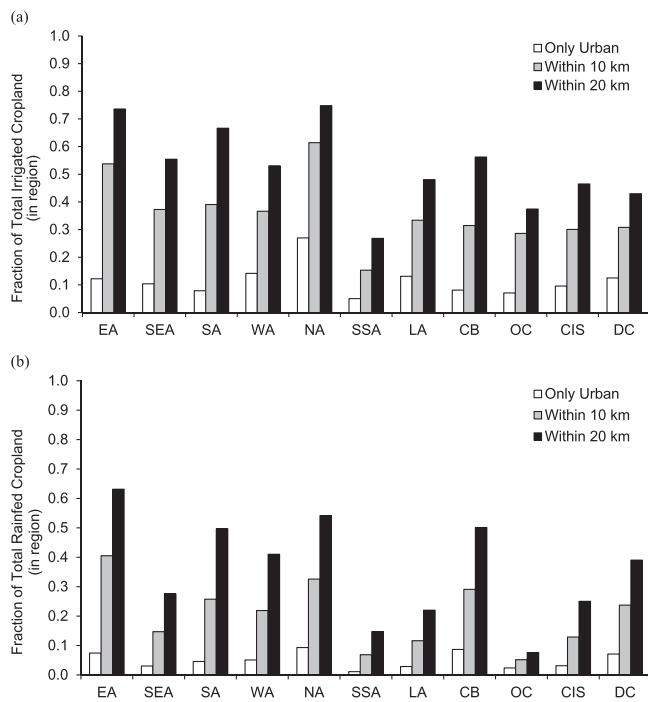 (a)
1.0
0.9
0.8
0.7
0.6
0.5
0.4
0.3
0.2
0.1
0.0
Fraction of Total Irrigated Cropland
(in region)
Only Urban
Within 10 km
Within 20 km
EA SEA SA WA NA SSA LA CB OC CIS DC
(b)
1.0
0.9
0.8
0.7
0.6
0.5
0.4
0.3
0.2
0.1
0.0
Fraction of Total Rainfed Cropland
(in region)
Only Urban
Within 10 km
Within 20 km
EA SEA SA WA NA SSA LA CB OC CIS DC